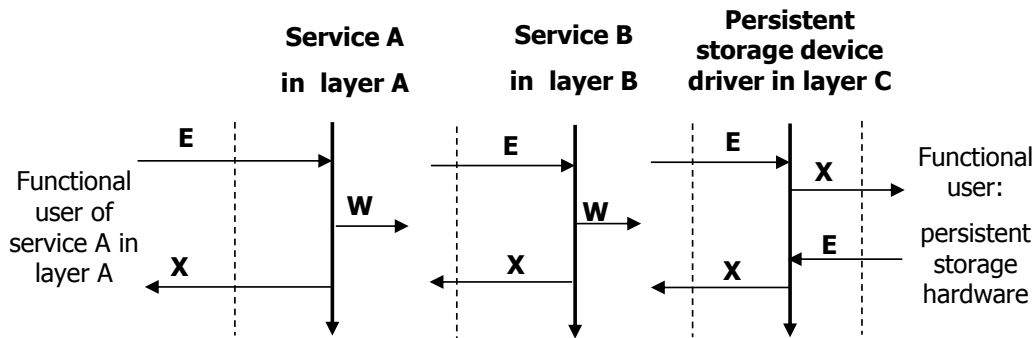 Service A
in layer A
Service B
in layer B
Persistent
storage device
driver in layer C
E
E
E
X
W
W
X
X
X
E
Functional
user of
service A in
layer A
Functional
user:
persistent
storage
hardware